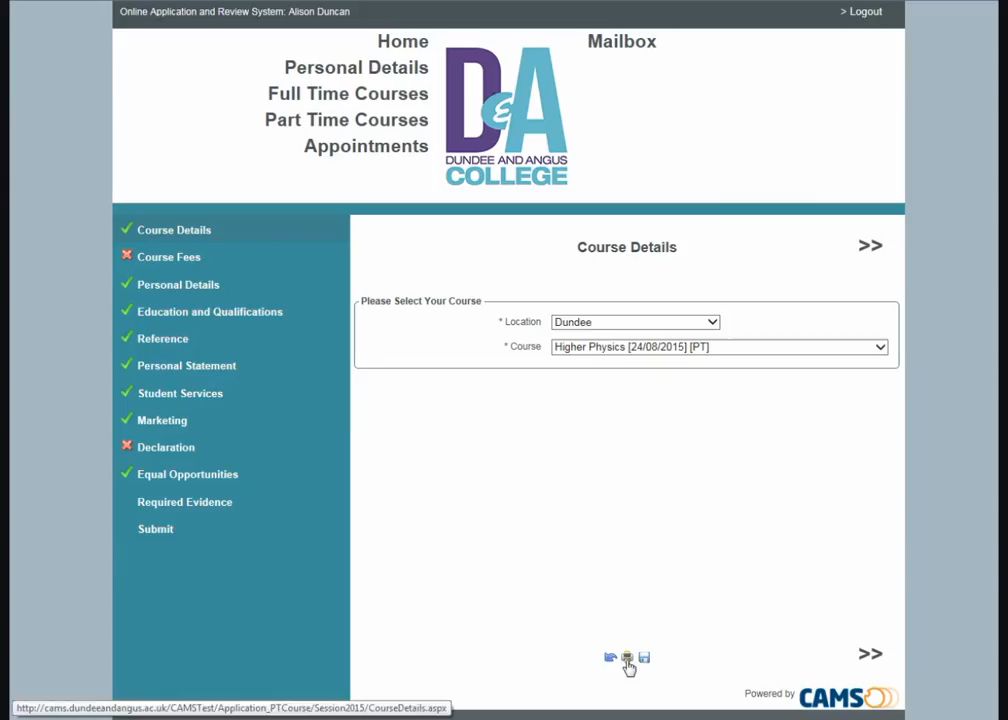 Online Application and Review System: Alison Duncan
> Logout
Home
Mailbox
Personal Details
Full Time Courses
Part Time Courses
Appointments
D&A
DUNDEE AND ANGUS
COLLEGE
Course Details
Course Fees
Personal Details
Education and Qualifications
Reference
Personal Statement
Student Services
Marketing
Declaration
Equal Opportunities
Required Evidence
Submit
Course Details
>>
Please Select Your Course
* Location Dundee
* Course Higher Physics [24/08/2015] [PT]
>>
Powered by CAMS
http://cams.dundeeandangus.ac.uk/CAMSTest/Application_PTCourse/Session2015/CourseDetails.aspx